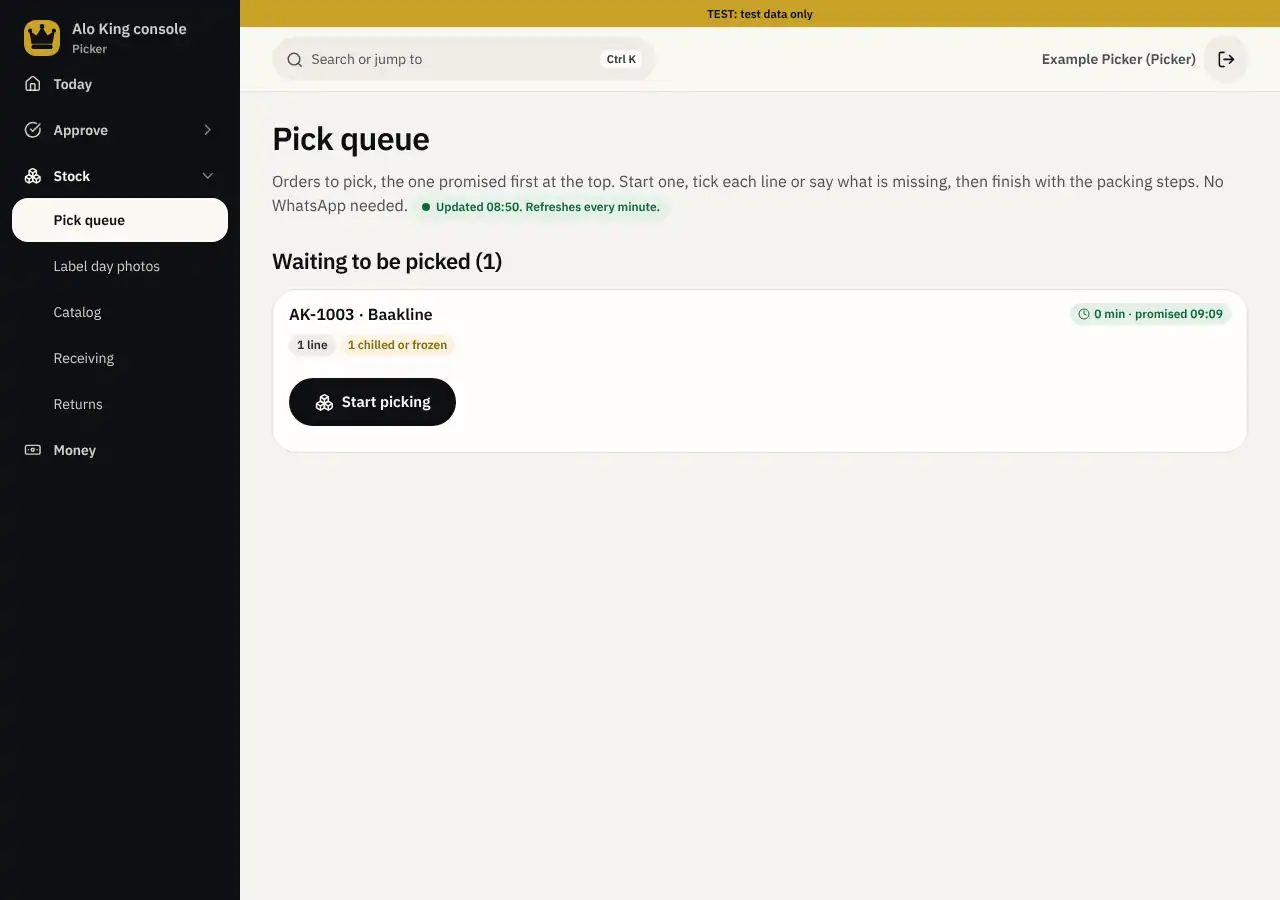 TEST: test data only
Alo King console
Picker
Today
Approve
Stock
Pick queue
Label day photos
Catalog
Receiving
Returns
Money
Search or jump to
Ctrl K
Example Picker (Picker)
Pick queue
Orders to pick, the one promised first at the top. Start one, tick each line or say what is missing, then finish with the packing steps. No
WhatsApp needed. Updated 08:50. Refreshes every minute.
Waiting to be picked (1)
AK-1003 · Baakline
0 min · promised 09:09
1 line
1 chilled or frozen
Start picking